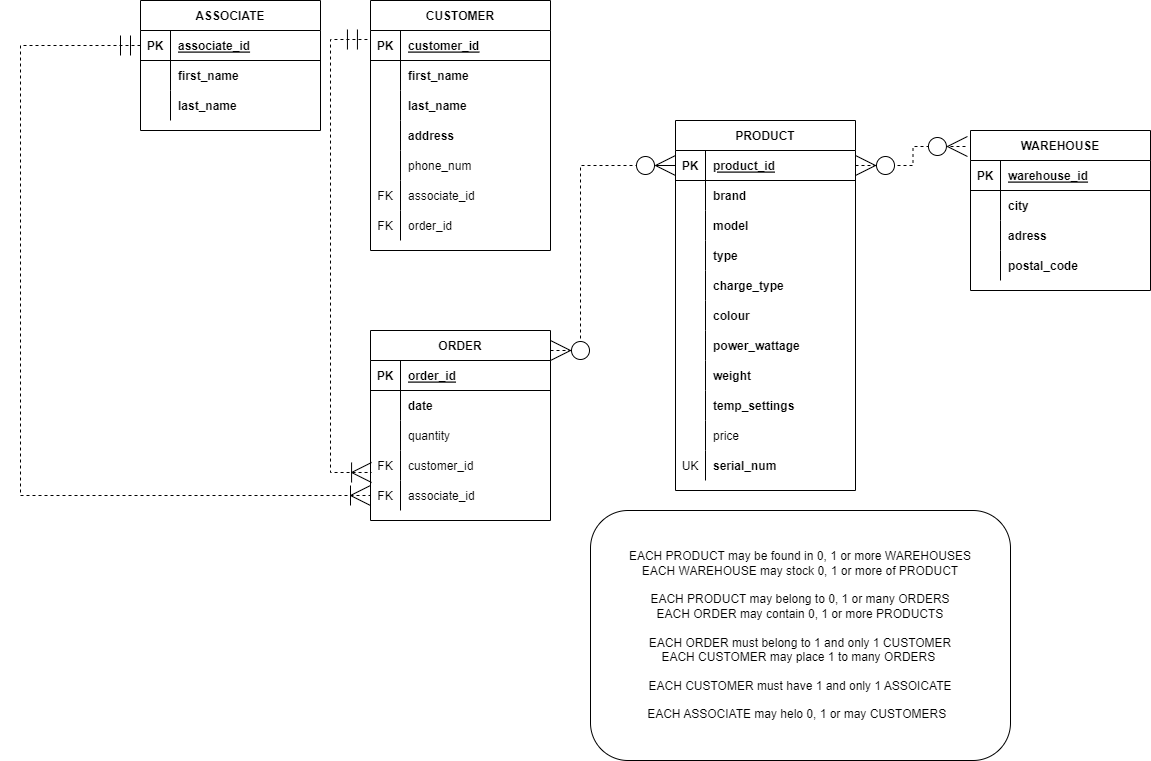 ASSOCIATE
PK associate_id
first_name
last_name
CUSTOMER
PK customer_id
first_name
last_name
address
phone_num
FK associate_id
FK order_id
PRODUCT
PK product_id
brand
model
type
charge_type
colour
power_wattage
weight
temp_settings
price
UK serial_num
WAREHOUSE
PK warehouse_id
city
adress
postal_code
ORDER
PK order_id
date
quantity
FK customer_id
FK associate_id
EACH PRODUCT may be found in 0, 1 or more WAREHOUSES
EACH WAREHOUSE may stock 0, 1 or more of PRODUCT
EACH PRODUCT may belong to 0, 1 or many ORDERS
EACH ORDER may contain 0, 1 or more PRODUCTS
EACH ORDER must belong to 1 and only 1 CUSTOMER
EACH CUSTOMER may place 1 to many ORDERS
EACH CUSTOMER must have 1 and only 1 ASSOICATE
EACH ASSOCIATE may helo 0, 1 or may CUSTOMERS